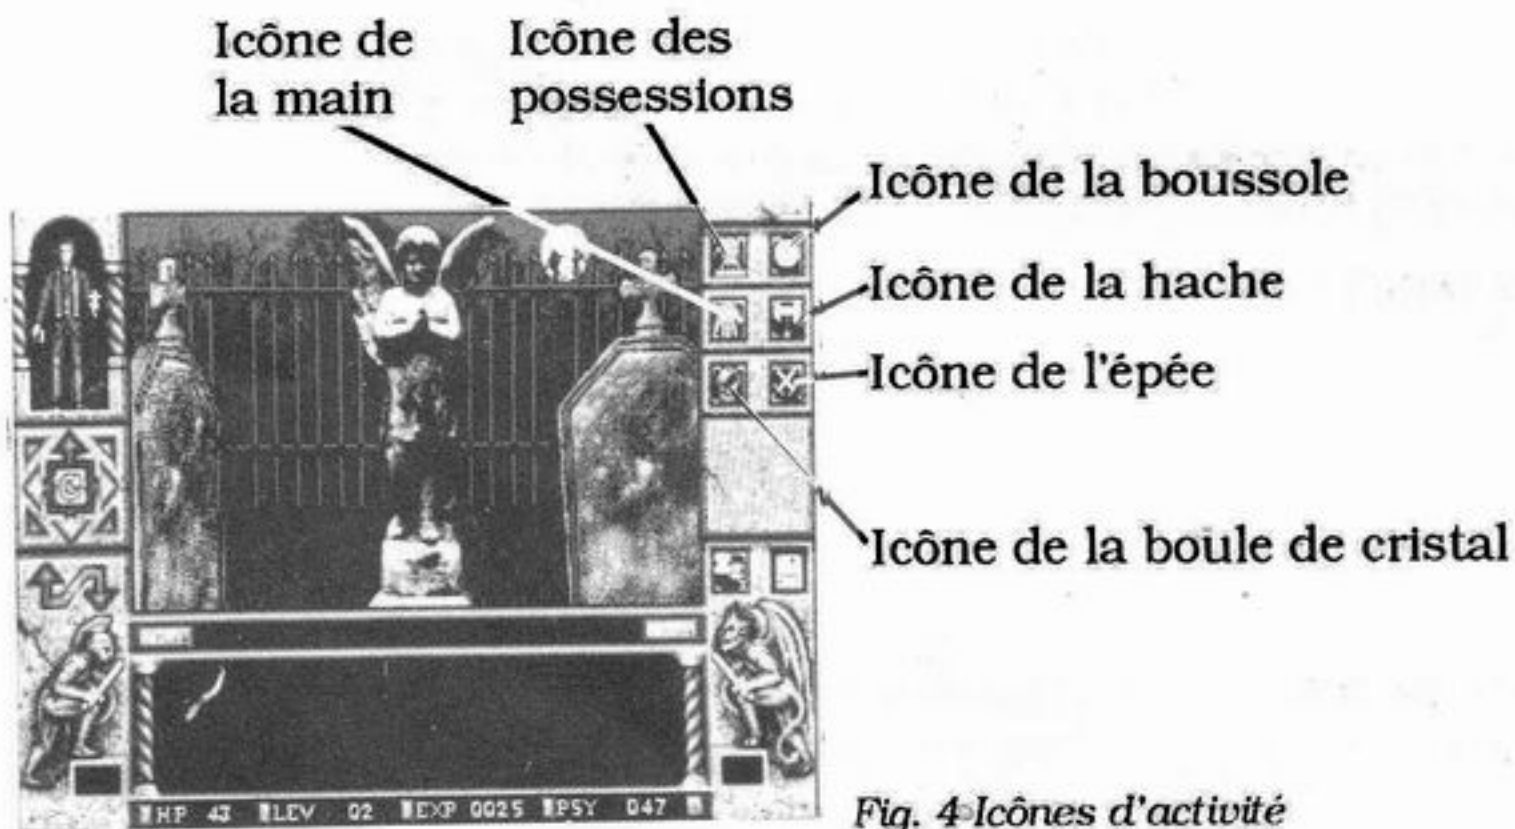 Icône de
la main
Icône des
possessions
Icône de la boussole
Icône de la hache
Icône de l'épée
Icône de la boule de cristal
C
HP 43 LEV 02 EXP 0025 PSY 047
Fig. 4 Icônes d'activité